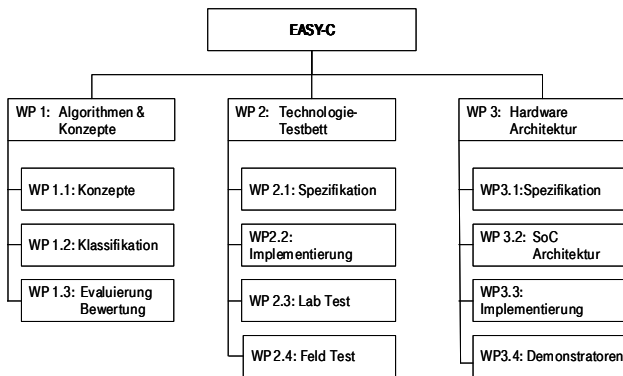 EASY-C
WP 1: Algorithmen &
Konzepte
WP 1.1: Konzepte
WP 1.2: Klassifikation
WP 1.3: Evaluierung
Bewertung
WP 2: Technologie-
Testbett
WP 2.1: Spezifikation
WP2.2:
Implementierung
WP 2.3: Lab Test
WP 2.4: Feld Test
WP 3: Hardware
Architektur
WP3.1:Spezifikation
WP 3.2: SoC
Architektur
WP3.3:
Implementierung
WP3.4: Demonstratoren